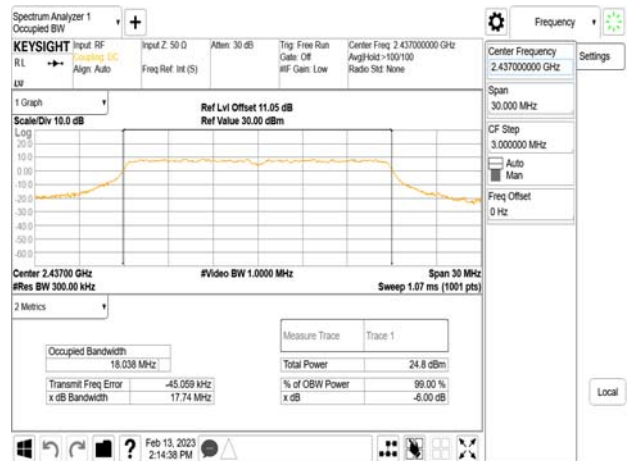 Spectrum Analyzer 1
Occupied BW
Frequency
KEYSIGHT Input: RF Input Z: 50 Ω Atten: 30 dB Trig: Free Run Center Freq: 2.437000000 GHz
RL Coupling: DC Gate: Off Avg|Hold:>100/100
Align: Auto Freq Ref: Int (S) #IF Gain: Low Radio Std: None
1 Graph
Ref Lvl Offset 11.05 dB
Scale/Div 10.0 dB Ref Value 30.00 dBm
Log
20.0
10.0
0.00
-10.0
-20.0
-30.0
-40.0
-50.0
-60.0
Center 2.43700 GHz #Video BW 1.0000 MHz Span 30 MHz
#Res BW 300.00 kHz Sweep 1.07 ms (1001 pts)
2 Metrics
Measure Trace Trace 1
Occupied Bandwidth
18.038 MHz Total Power 24.8 dBm
Transmit Freq Error -45.059 kHz % of OBW Power 99.00 %
x dB Bandwidth 17.74 MHz x dB -6.00 dB
Center Frequency
2.437000000 GHz
Settings
Span
30.000 MHz
CF Step
3.000000 MHz
Auto
Man
Freq Offset
0 Hz
Local
Feb 13, 2023
2:14:38 PM